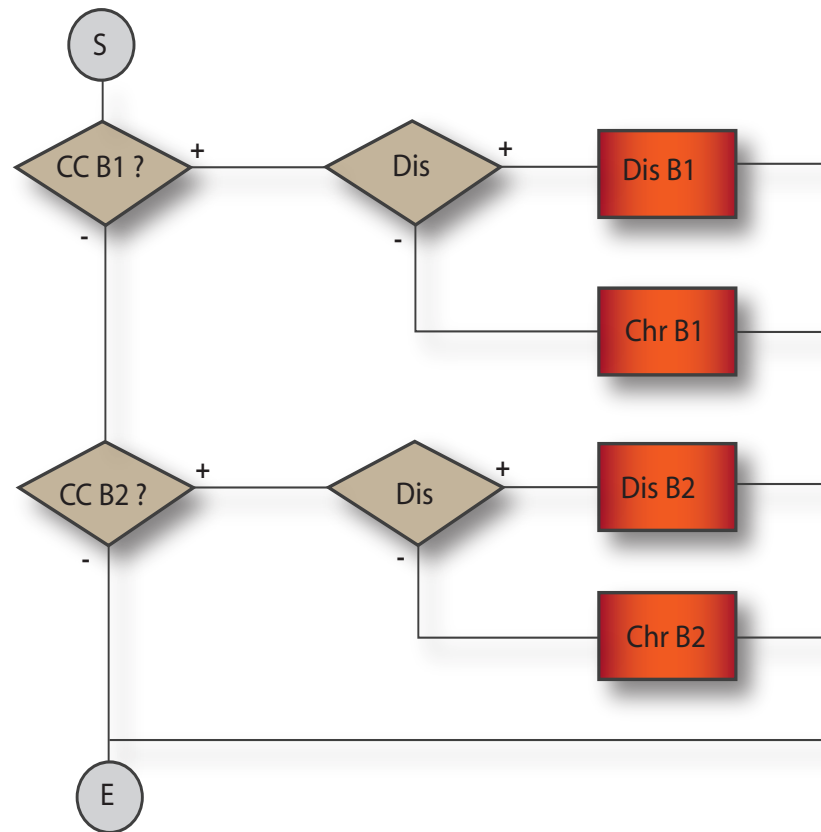 S
CC B1 ?
+
Dis
+
Dis B1
-
-
Chr B1
CC B2 ?
+
Dis
+
Dis B2
-
-
Chr B2
E